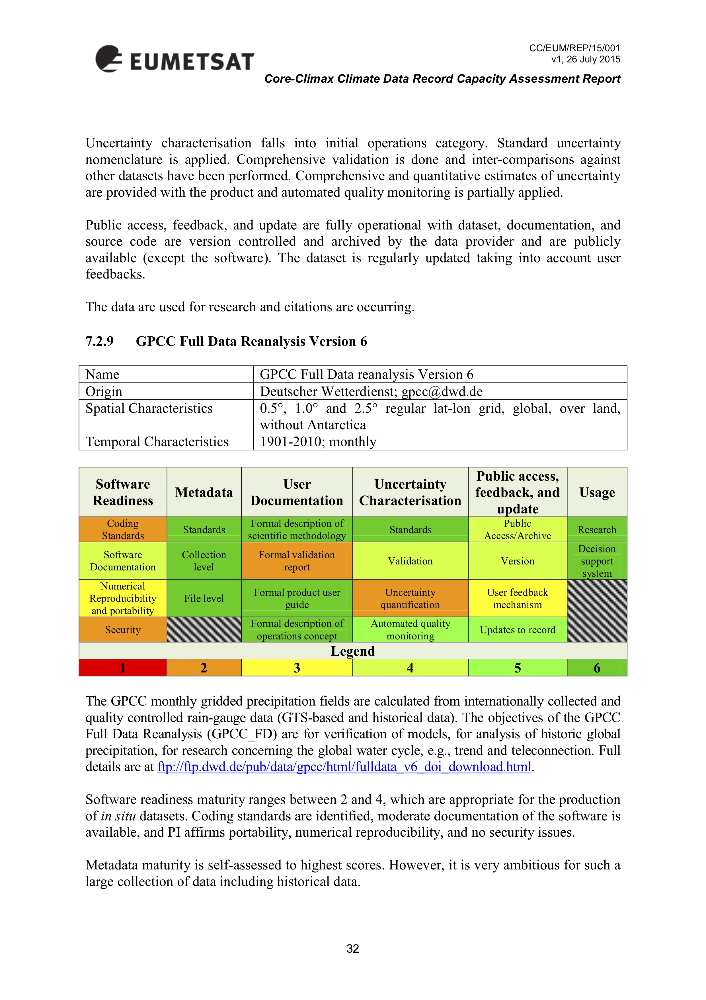 EUMETSAT
CC/EUM/REP/15/001
v1, 26 July 2015
Core-Climax Climate Data Record Capacity Assessment Report
Uncertainty characterisation falls into initial operations category. Standard uncertainty
nomenclature is applied. Comprehensive validation is done and inter-comparisons against
other datasets have been performed. Comprehensive and quantitative estimates of uncertainty
are provided with the product and automated quality monitoring is partially applied.
Public access, feedback, and update are fully operational with dataset, documentation, and
source code are version controlled and archived by the data provider and are publicly
available (except the software). The dataset is regularly updated taking into account user
feedbacks.
The data are used for research and citations are occurring.
7.2.9 GPCC Full Data Reanalysis Version 6
Name GPCC Full Data reanalysis Version 6
Origin Deutscher Wetterdienst; gpcc@dwd.de
Spatial Characteristics 0.5°, 1.0° and 2.5° regular lat-lon grid, global, over land,
without Antarctica
Temporal Characteristics 1901-2010; monthly
Software
Readiness
Metadata
User
Documentation
Uncertainty
Characterisation
Public access,
feedback, and
update
Usage
Coding
Standards
Standards
Formal description of
scientific methodology
Standards
Public
Access/Archive
Research
Software
Documentation
Collection
level
Formal validation
report
Validation
Version
Decision
support
system
Numerical
Reproducibility
and portability
File level
Formal product user
guide
Uncertainty
quantification
User feedback
mechanism
Security
Formal description of
operations concept
Automated quality
monitoring
Updates to record
Legend
1 2 3 4 5 6
The GPCC monthly gridded precipitation fields are calculated from internationally collected and
quality controlled rain-gauge data (GTS-based and historical data). The objectives of the GPCC
Full Data Reanalysis (GPCC_FD) are for verification of models, for analysis of historic global
precipitation, for research concerning the global water cycle, e.g., trend and teleconnection. Full
details are at ftp://ftp.dwd.de/pub/data/gpcc/html/fulldata_v6_doi_download.html.
Software readiness maturity ranges between 2 and 4, which are appropriate for the production
of in situ datasets. Coding standards are identified, moderate documentation of the software is
available, and PI affirms portability, numerical reproducibility, and no security issues.
Metadata maturity is self-assessed to highest scores. However, it is very ambitious for such a
large collection of data including historical data.
32